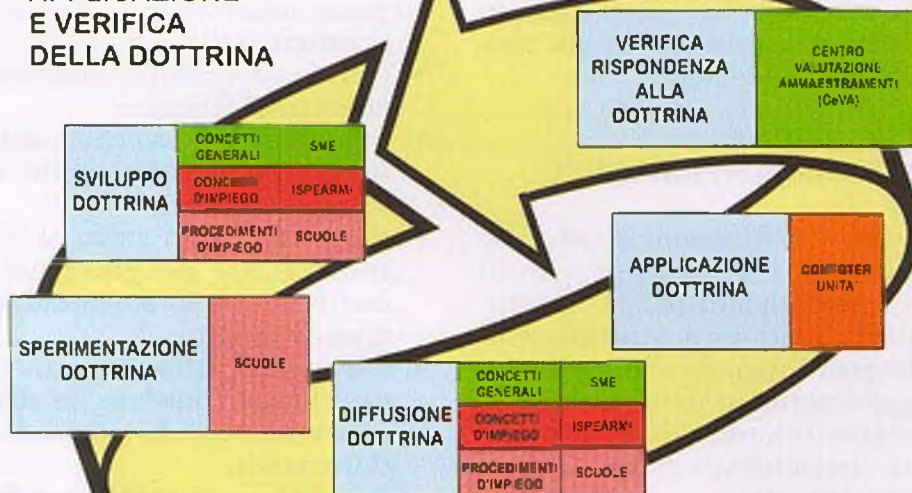 E VERIFICA
DELLA DOTTRINA
VERIFICA
RISPONDENZA
ALLA
DOTTRINA
CENTRO
VALUTAZIONE
AMMAESTRAMENTI
(CeVA)
SVILUPPO
DOTTRINA
CONCETTI
GENERALI
SME
D'IMPIEGO
ISPEARMI
PROCEDIMENTI
D'IMPIEGO
SCUOLE
APPLICAZIONE
DOTTRINA
UNITA'
SPERIMENTAZIONE
DOTTRINA
SCUOLE
DIFFUSIONE
DOTTRINA
CONCETTI
GENERALI
SME
CONCETTI
D'IMPIEGO
ISPEARMI
PROCEDIMENTI
D'IMPIEGO
SCUOLE